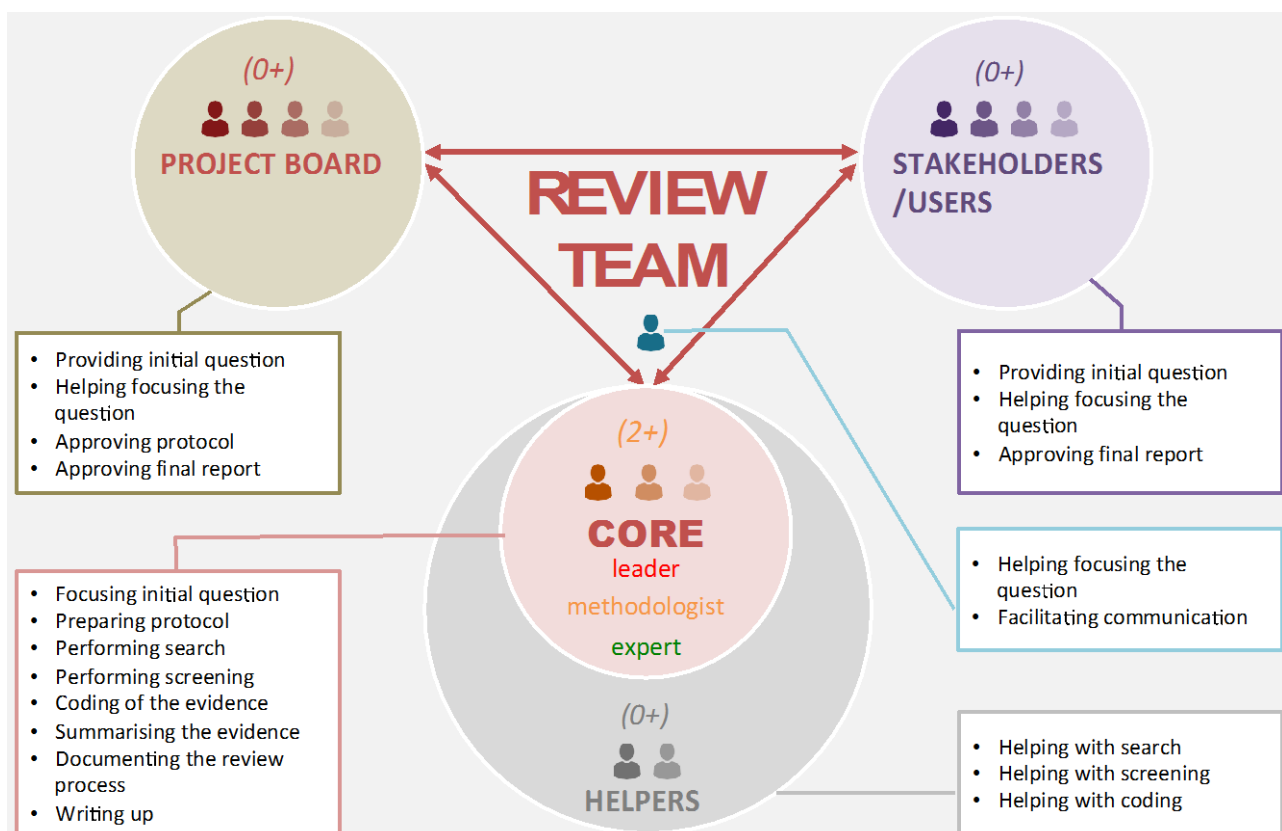 (0+)
PROJECT BOARD
(0+)
STAKEHOLDERS
/USERS
REVIEW
TEAM
• Providing initial question
• Helping focusing the
question
• Approving protocol
• Approving final report
• Providing initial question
• Helping focusing the
question
• Approving final report
(2+)
CORE
leader
methodologist
expert
• Focusing initial question
• Preparing protocol
• Performing search
• Performing screening
• Coding of the evidence
• Summarising the evidence
• Documenting the review
process
• Writing up
• Helping focusing the
question
• Facilitating communication
(0+)
HELPERS
• Helping with search
• Helping with screening
• Helping with coding